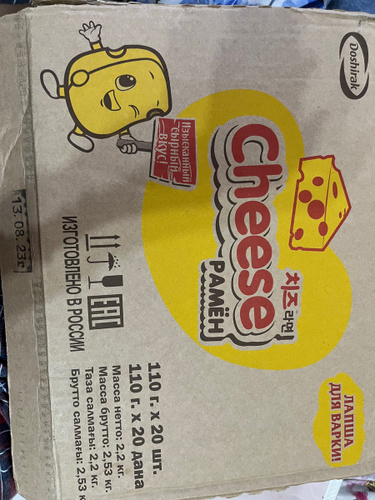 Doshirak
Изысканный
сырный
вкус!
Cheese
РАМЁН
치즈라면
ЛАПША
ДЛЯ ВАРКИ!
13.08.23г
ИЗГОТОВЛЕНО В РОССИИ
EAC
110 г. x 20 шт.
110 г. x 20 дана
Масса нетто: 2,2 кг.
Масса брутто: 2,53 кг.
Таза салмағы: 2,2 кг.
Брутто салмағы: 2,53 к